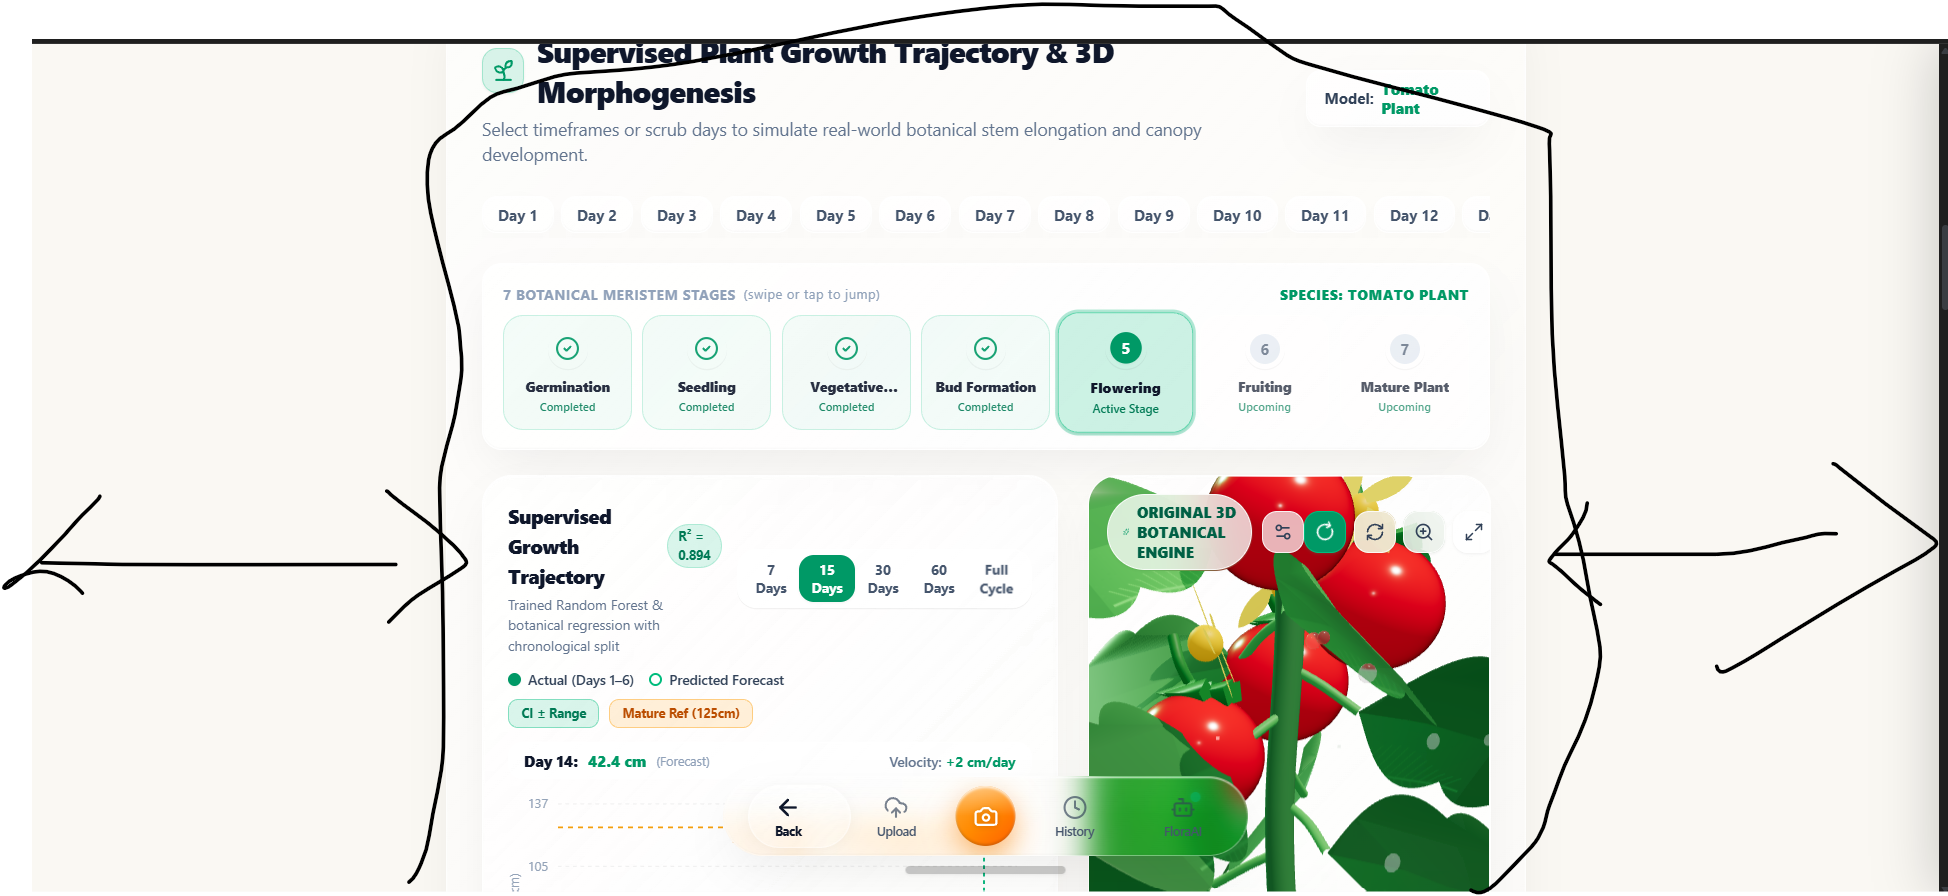 Supervised Plant Growth Trajectory & 3D
Morphogenesis
Model: Tomato
Plant
Select timeframes or scrub days to simulate real-world botanical stem elongation and canopy
development.
Day 1 Day 2 Day 3 Day 4 Day 5 Day 6 Day 7 Day 8 Day 9 Day 10 Day 11 Day 12
7 BOTANICAL MERISTEM STAGES (swipe or tap to jump) SPECIES: TOMATO PLANT
5 6 7
Germination Seedling Vegetative... Bud Formation Flowering Fruiting Mature Plant
Completed Completed Completed Completed Active Stage Upcoming Upcoming
Supervised
Growth
Trajectory
R² =
0.894
7
Days
15
Days
30
Days
60
Days
Full
Cycle
Trained Random Forest &
botanical regression with
chronological split
Actual (Days 1–6) Predicted Forecast
CI ± Range Mature Ref (125cm)
Day 14: 42.4 cm (Forecast) Velocity: +2 cm/day
137
105
cm)
ORIGINAL 3D
BOTANICAL
ENGINE
Back Upload History FloraAI